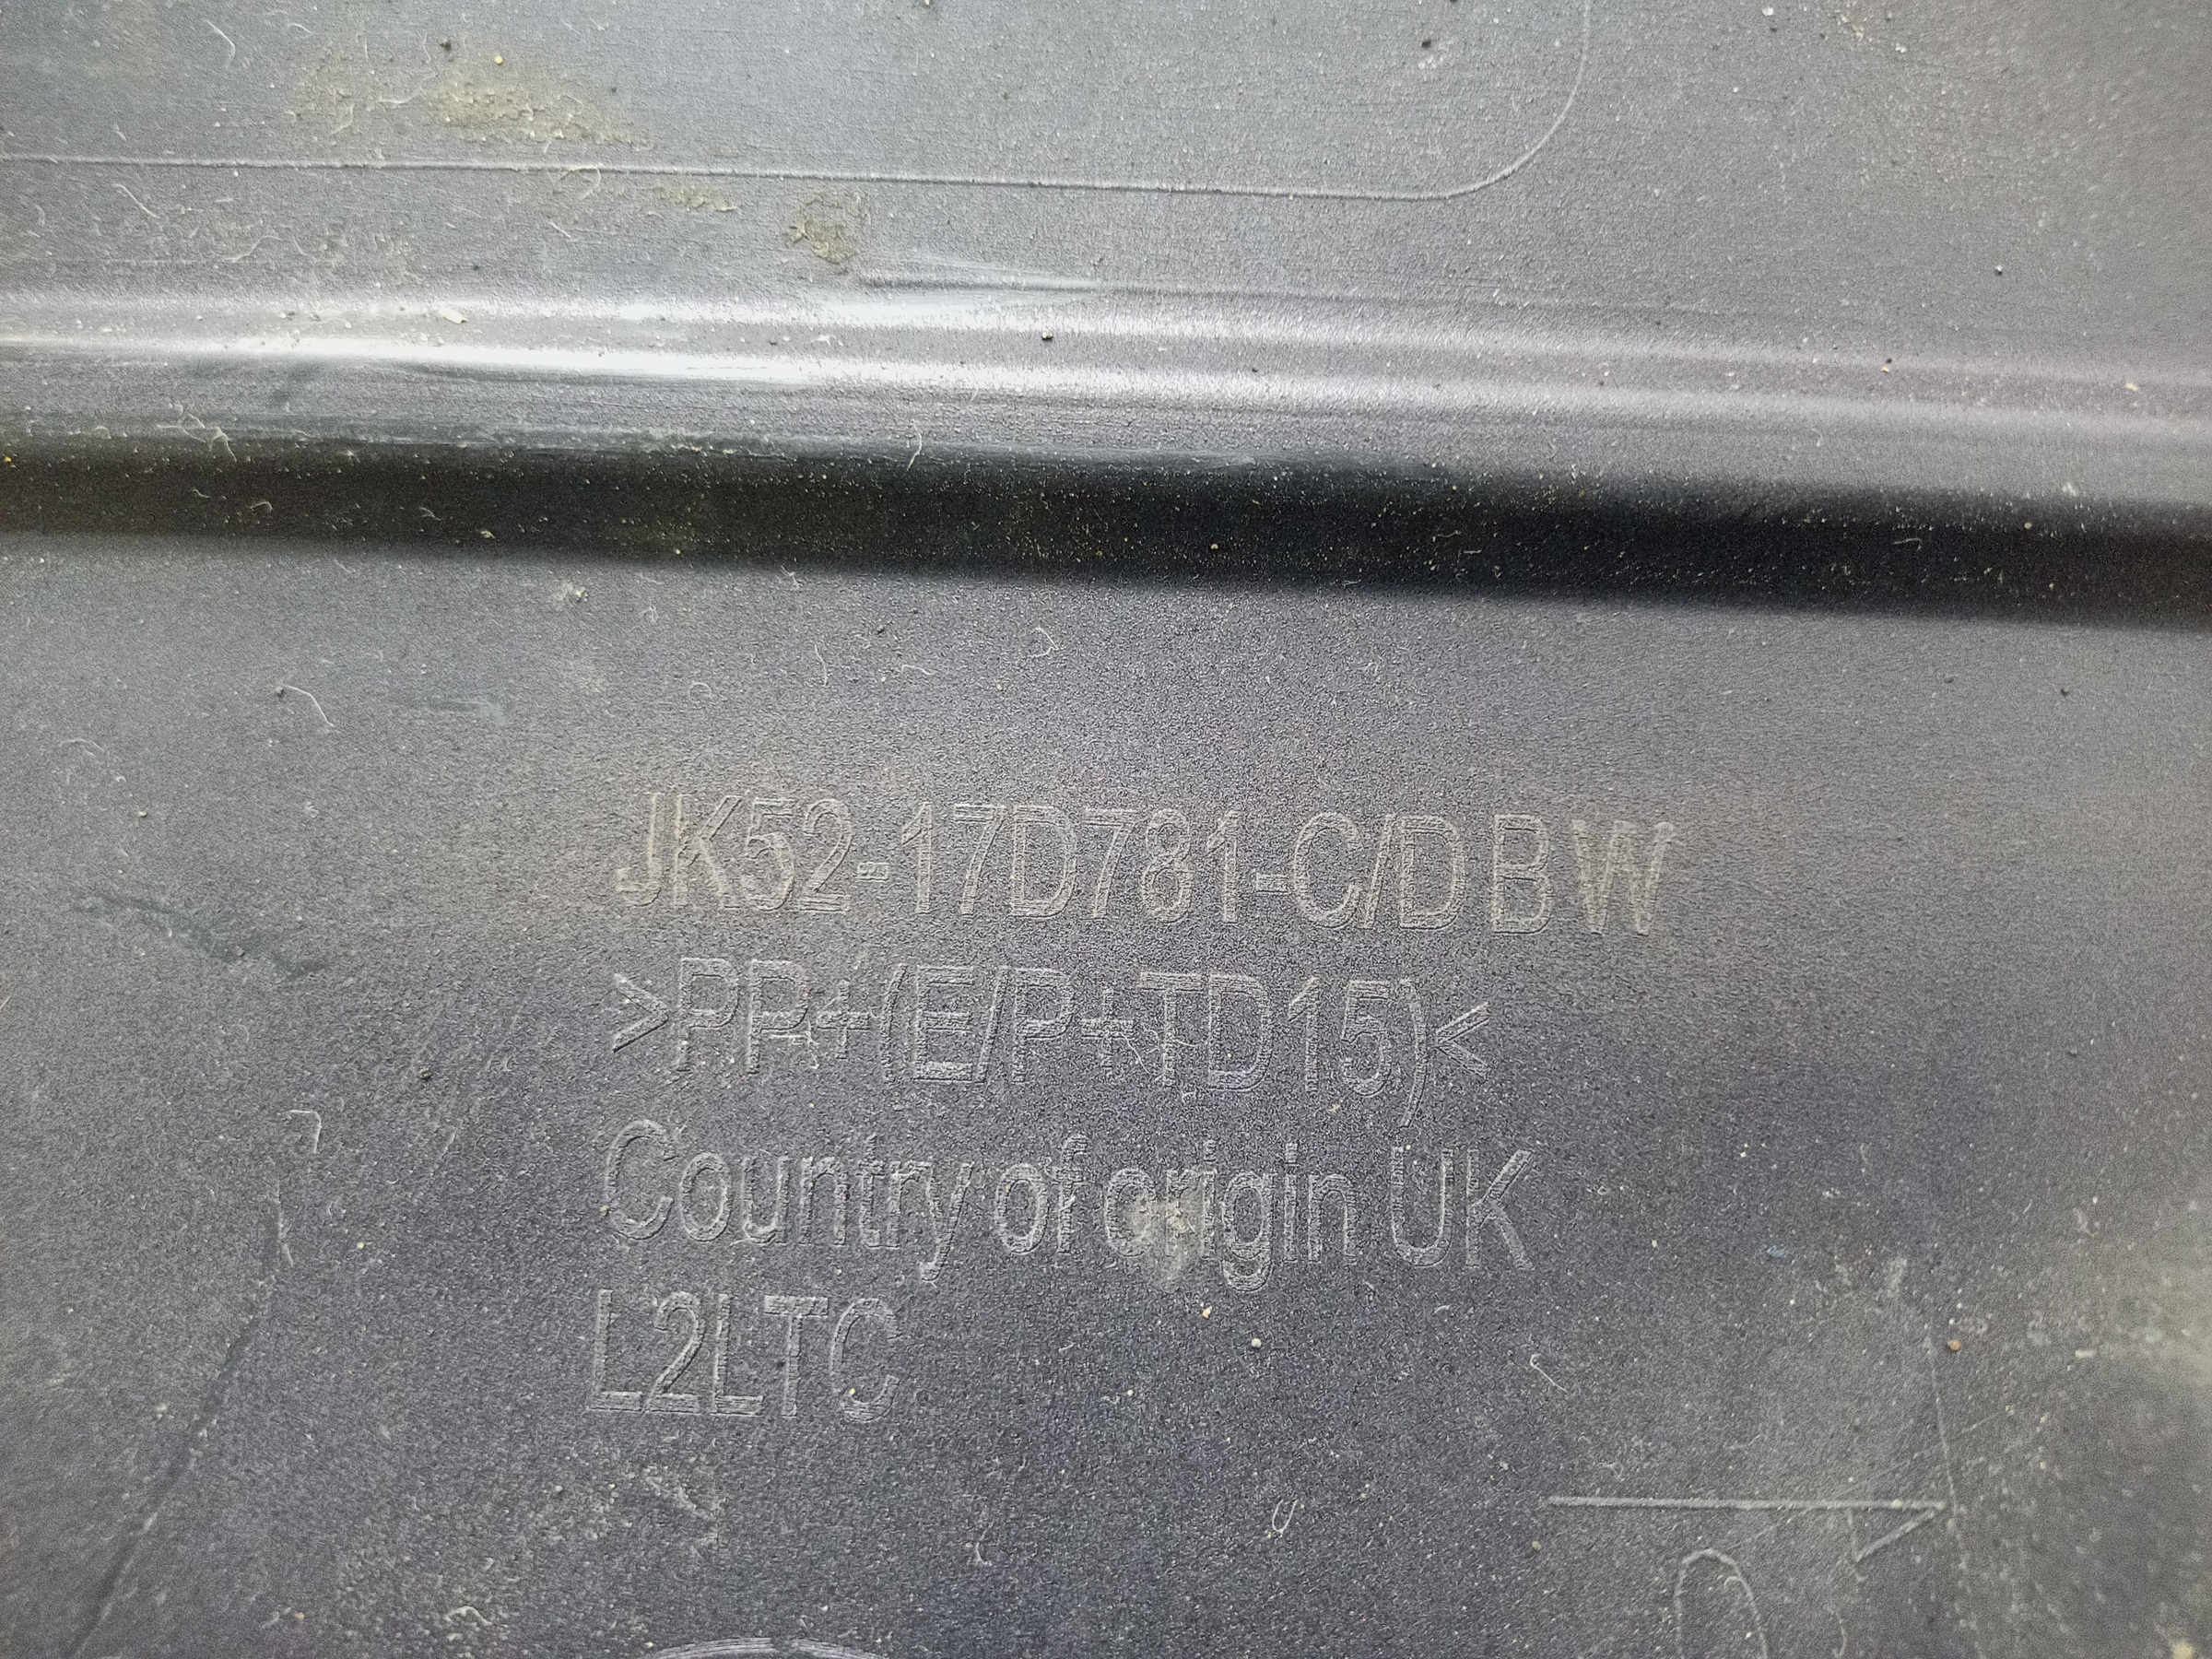 JK52-17D781-C/DBW
>PP+(E/P+TD15)<
Country of origin UK
L2LTC